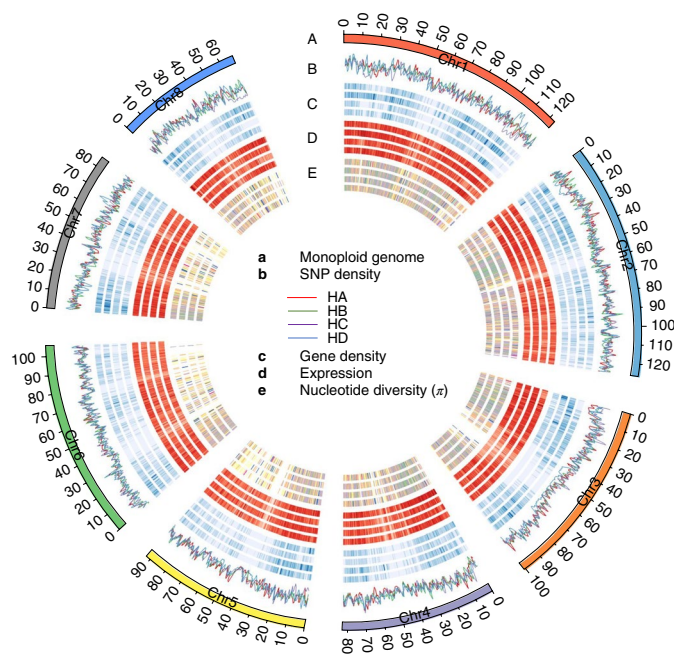 A
B
C
D
E
0 10 20 30 40 50 60 70 80 90 100 110 120
Chr1
0 10 20 30 40 50 60 70 80 90 100 110 120
Chr2
0 10 20 30 40 50 60 70 80 90 100
Chr3
0 10 20 30 40 50 60 70 80
Chr4
0 10 20 30 40 50 60 70 80 90
Chr5
0 10 20 30 40 50 60 70 80 90 100
Chr6
0 10 20 30 40 50 60 70 80
Chr7
0 10 20 30 40 50 60
Chr8
a Monoploid genome
b SNP density
HA
HB
HC
HD
c Gene density
d Expression
e Nucleotide diversity (π)